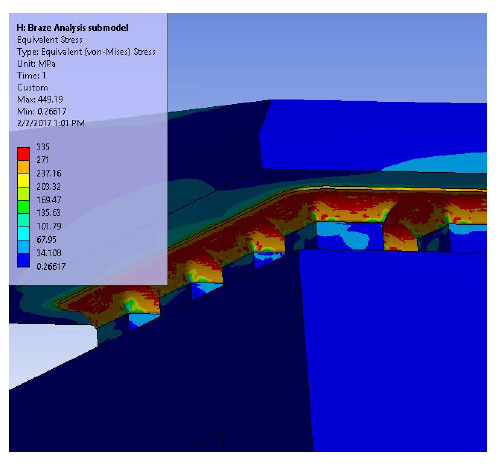 H: Braze Analysis submodel
Equivalent Stress
Type: Equivalent (von-Mises) Stress
Unit: MPa
Time: 1
Custom
Max: 449.19
Min: 0.26617
2/2/2017 1:01 PM
335
271
237.16
203.32
169.47
135.63
101.79
67.95
34.108
0.26617